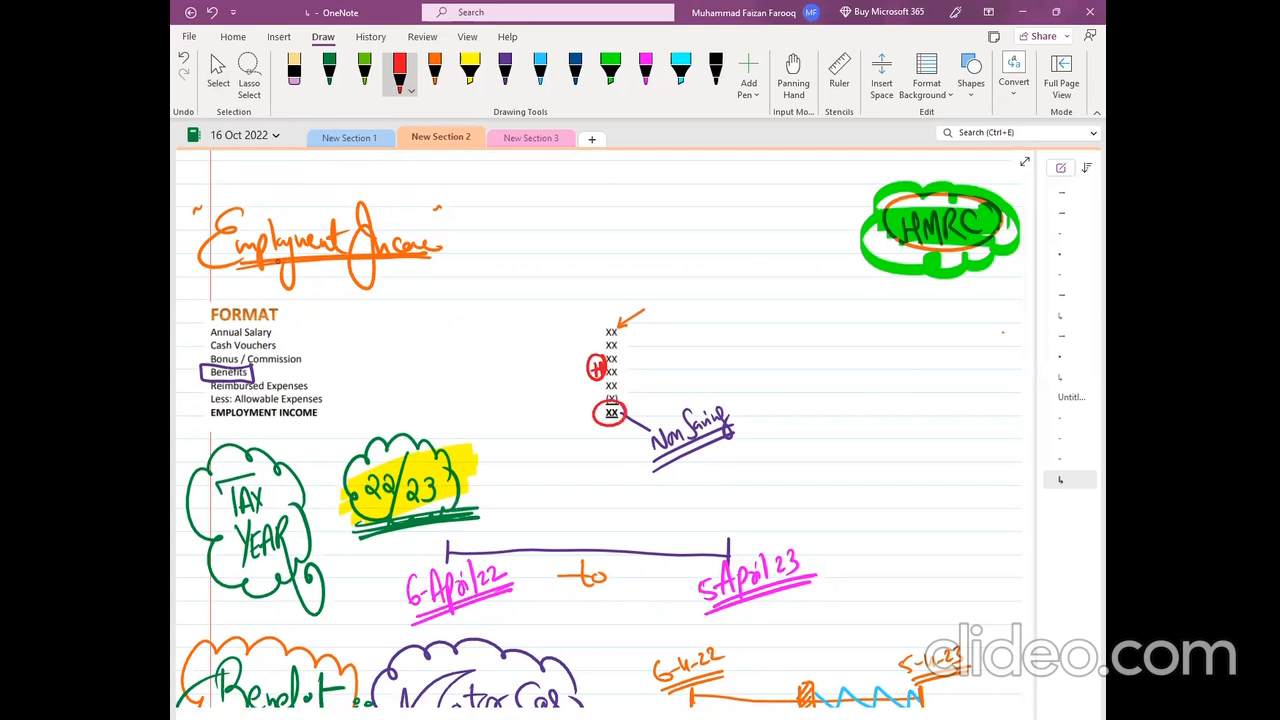 ↳ - OneNote
Search
Muhammad Faizan Farooq
MF
Buy Microsoft 365
File Home Insert Draw History Review View Help
Share
Select
Lasso Select
Add Pen
Panning Hand
Ruler
Insert Space
Format Background
Shapes
Convert
Full Page View
Undo
Selection
Drawing Tools
Input Mo...
Stencils
Edit
Mode
16 Oct 2022
New Section 1
New Section 2
New Section 3
+
Search (Ctrl+E)
"Employment Income"
HMRC
FORMAT
Annual Salary XX
Cash Vouchers XX
Bonus / Commission XX
Benefits XX
Reimbursed Expenses XX
Less: Allowable Expenses (X)
EMPLOYMENT INCOME XX
Non Saving
Untitl...
TAX
YEAR
22/23
6-April 22 to 5 April 23
6-4-22
5-4-23
Motor Car
clideo.com